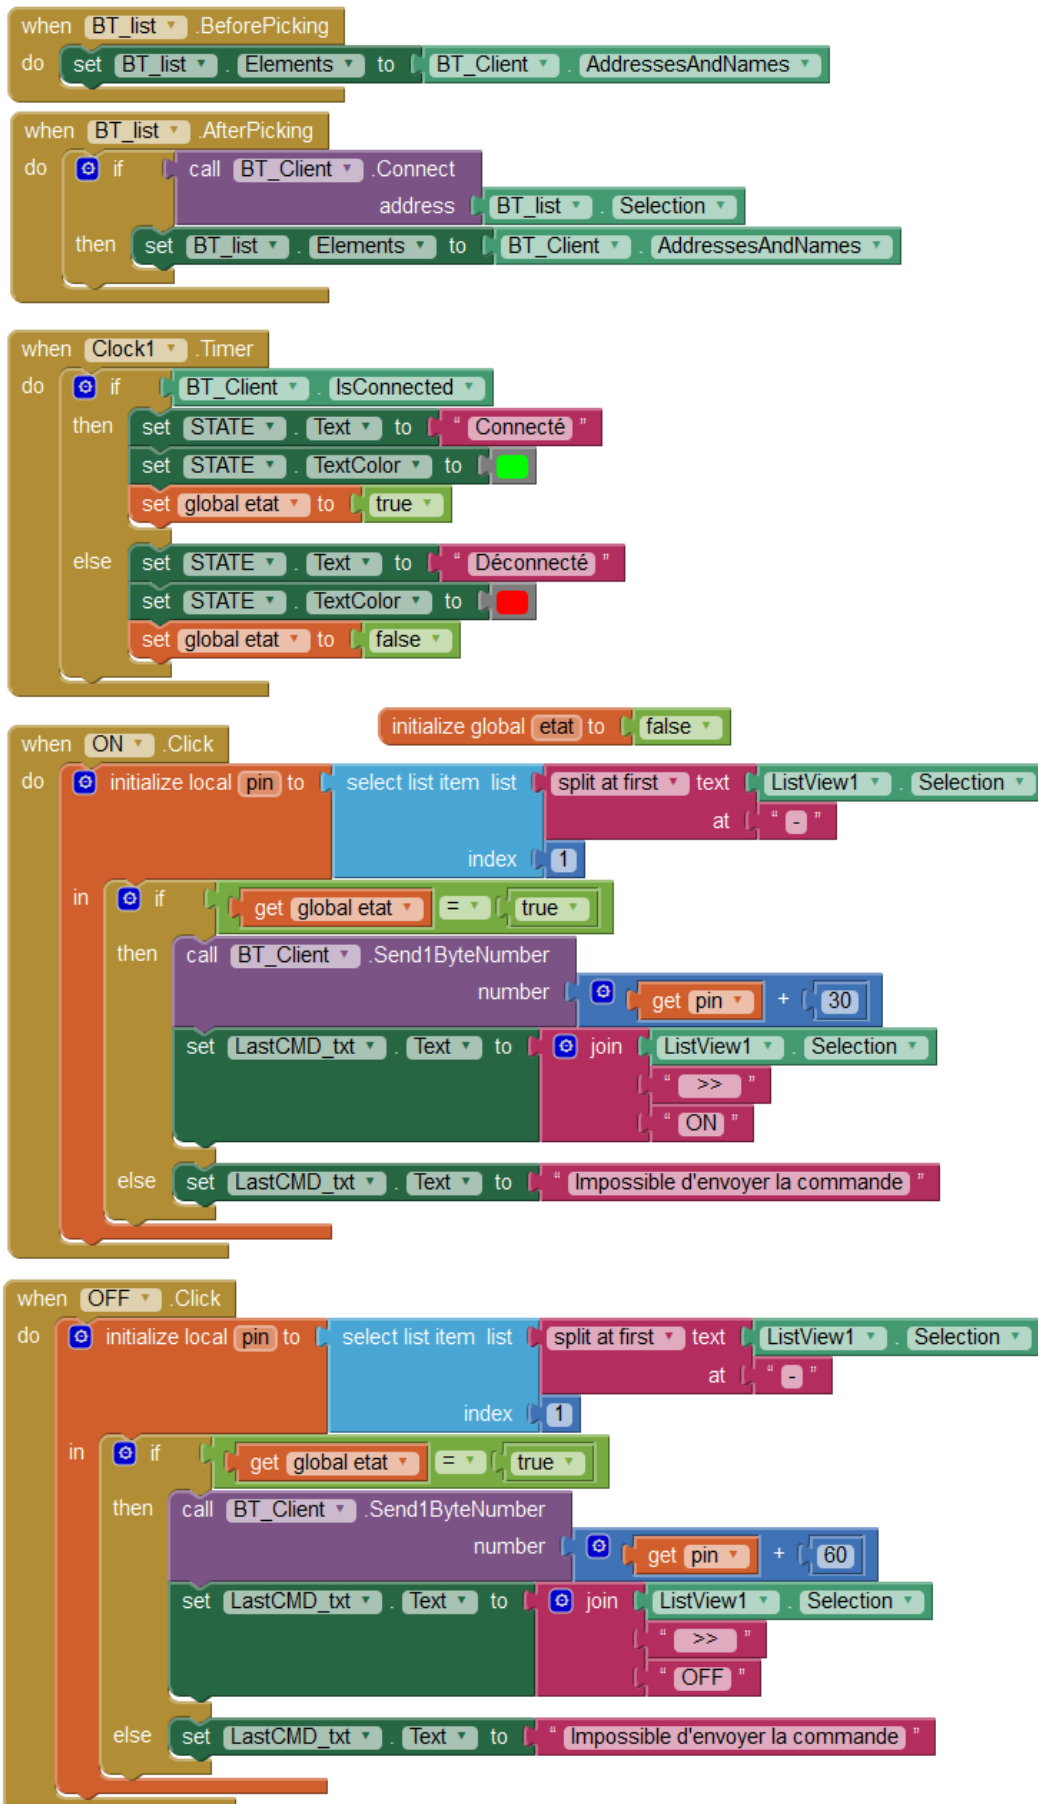 when BT_list .BeforePicking
do set BT_list . Elements to BT_Client . AddressesAndNames
when BT_list .AfterPicking
do if call BT_Client .Connect
address BT_list . Selection
then set BT_list . Elements to BT_Client . AddressesAndNames
when Clock1 .Timer
do if BT_Client . IsConnected
then set STATE . Text to “ Connecté ”
set STATE . TextColor to
set global etat to true
else set STATE . Text to “ Déconnecté ”
set STATE . TextColor to
set global etat to false
initialize global etat to false
when ON .Click
do initialize local pin to select list item list split at first text ListView1 . Selection
at “ - ”
index 1
in if get global etat = true
then call BT_Client .Send1ByteNumber
number get pin + 30
set LastCMD_txt . Text to join ListView1 . Selection
“ >> ”
“ ON ”
else set LastCMD_txt . Text to “ Impossible d'envoyer la commande ”
when OFF .Click
do initialize local pin to select list item list split at first text ListView1 . Selection
at “ - ”
index 1
in if get global etat = true
then call BT_Client .Send1ByteNumber
number get pin + 60
set LastCMD_txt . Text to join ListView1 . Selection
“ >> ”
“ OFF ”
else set LastCMD_txt . Text to “ Impossible d'envoyer la commande ”